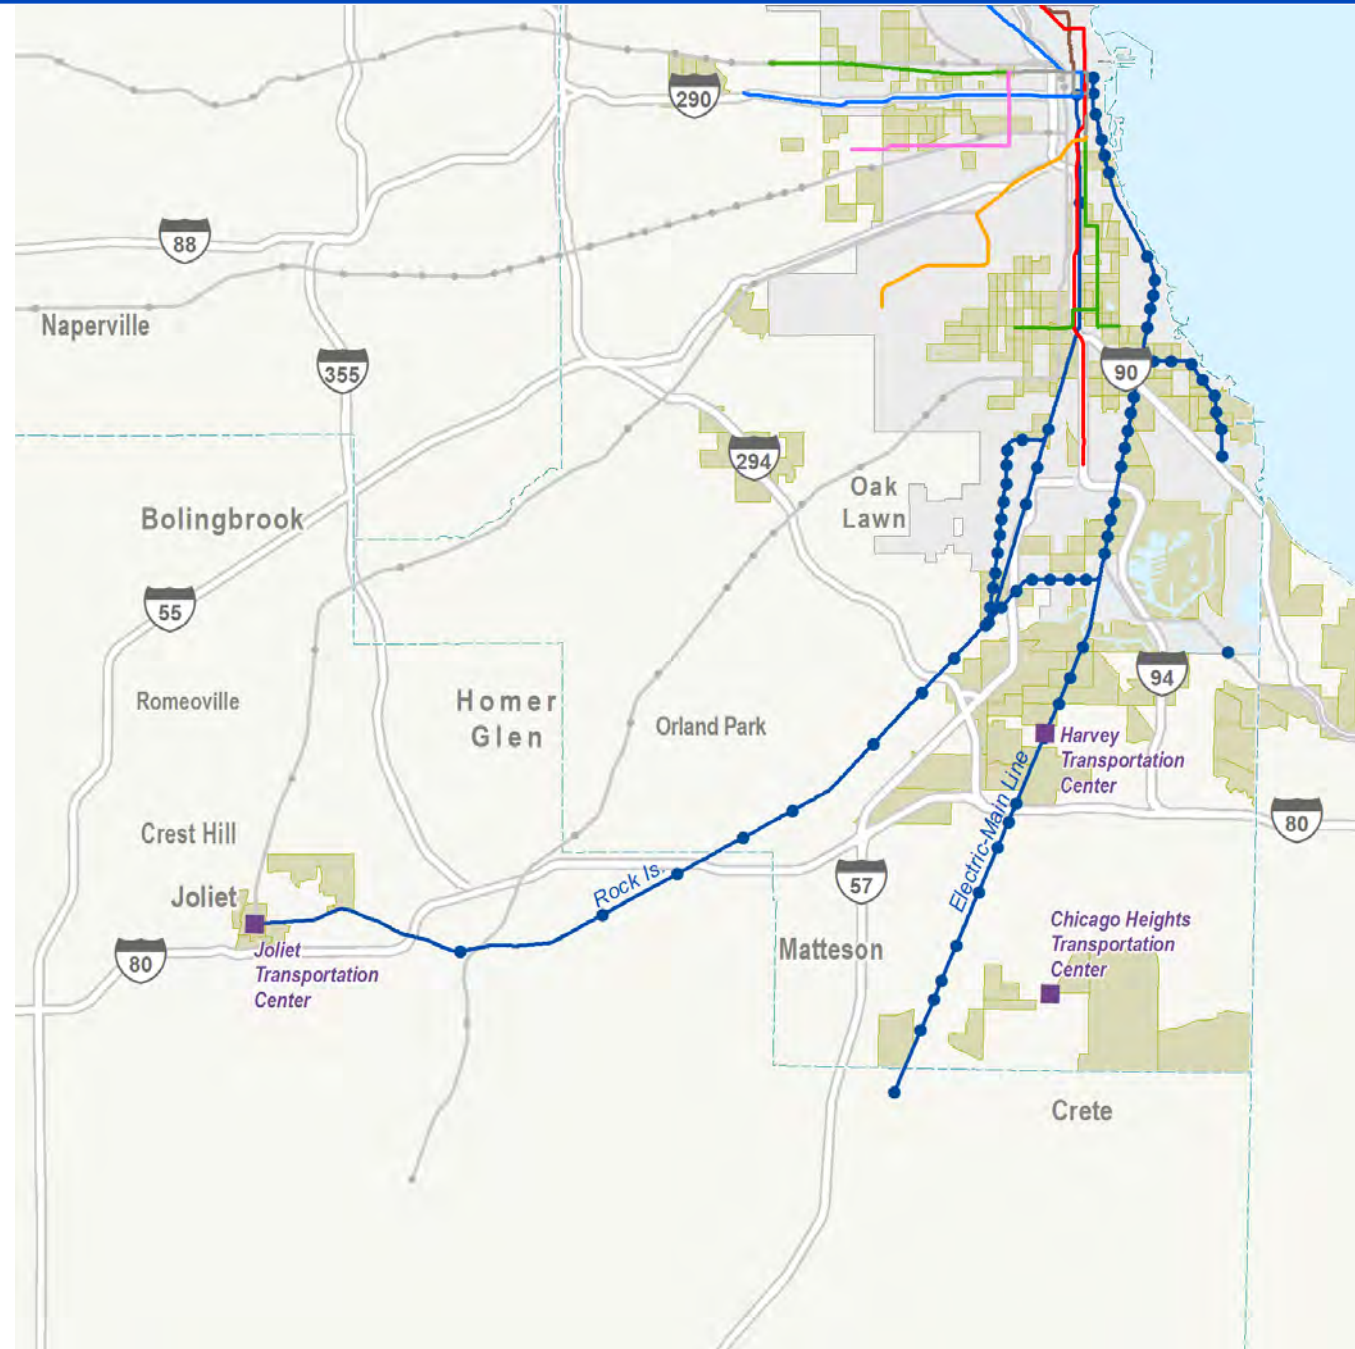 290
88
Naperville
355
90
294
Oak
Lawn
Bolingbrook
55
94
Romeoville
Homer
Glen
Orland Park
Harvey
Transportation
Center
Electric-Main Line
80
Crest Hill
Rock Is.
57
Joliet
Chicago Heights
Transportation
Center
Matteson
80
Joliet
Transportation
Center
Crete